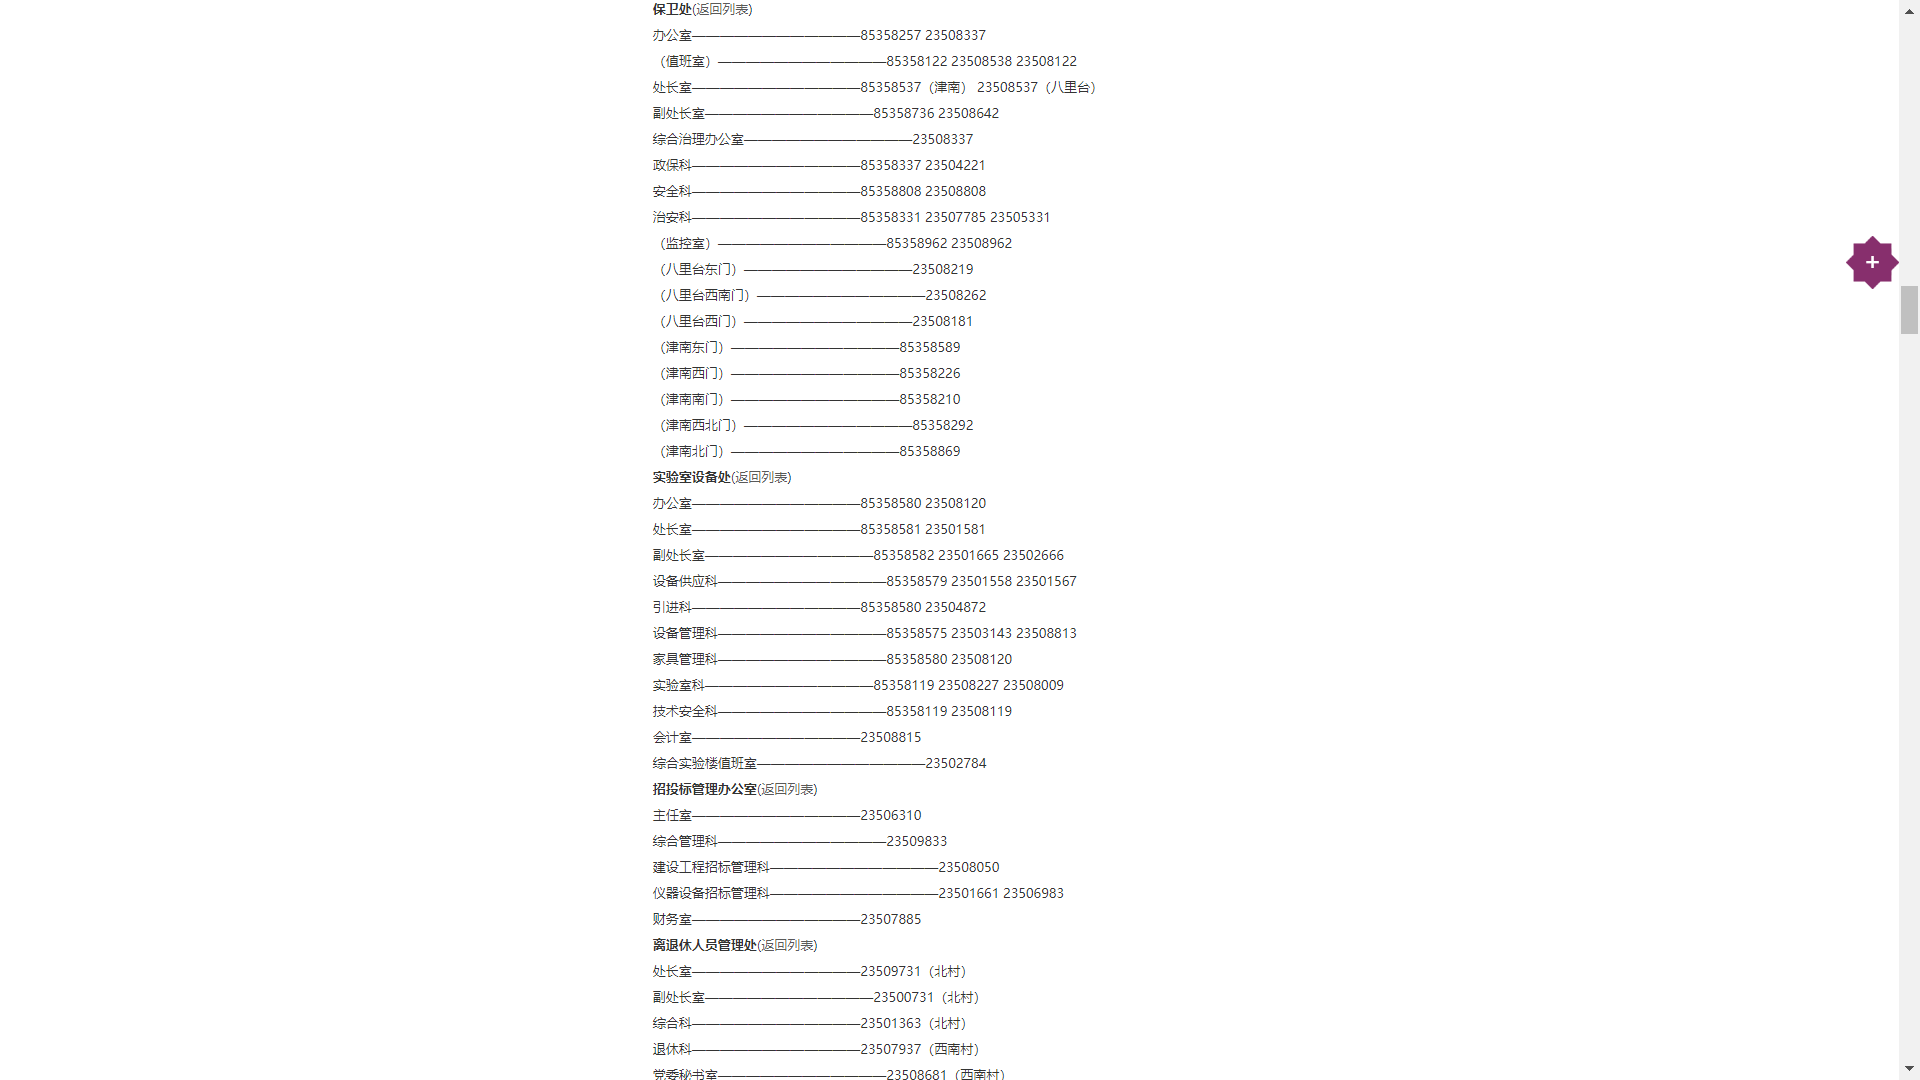 保卫处(返回列表)
办公室—————————————85358257 23508337
（值班室）—————————————85358122 23508538 23508122
处长室—————————————85358537（津南） 23508537（八里台）
副处长室—————————————85358736 23508642
综合治理办公室—————————————23508337
政保科—————————————85358337 23504221
安全科—————————————85358808 23508808
治安科—————————————85358331 23507785 23505331
（监控室）—————————————85358962 23508962
（八里台东门）—————————————23508219
（八里台西南门）—————————————23508262
（八里台西门）—————————————23508181
（津南东门）—————————————85358589
（津南西门）—————————————85358226
（津南南门）—————————————85358210
（津南西北门）—————————————85358292
（津南北门）—————————————85358869
实验室设备处(返回列表)
办公室—————————————85358580 23508120
处长室—————————————85358581 23501581
副处长室—————————————85358582 23501665 23502666
设备供应科—————————————85358579 23501558 23501567
引进科—————————————85358580 23504872
设备管理科—————————————85358575 23503143 23508813
家具管理科—————————————85358580 23508120
实验室科—————————————85358119 23508227 23508009
技术安全科—————————————85358119 23508119
会计室—————————————23508815
综合实验楼值班室—————————————23502784
招投标管理办公室(返回列表)
主任室—————————————23506310
综合管理科—————————————23509833
建设工程招标管理科—————————————23508050
仪器设备招标管理科—————————————23501661 23506983
财务室—————————————23507885
离退休人员管理处(返回列表)
处长室—————————————23509731（北村）
副处长室—————————————23500731（北村）
综合科—————————————23501363（北村）
退休科—————————————23507937（西南村）
党委秘书室—————————————23508681（西南村）